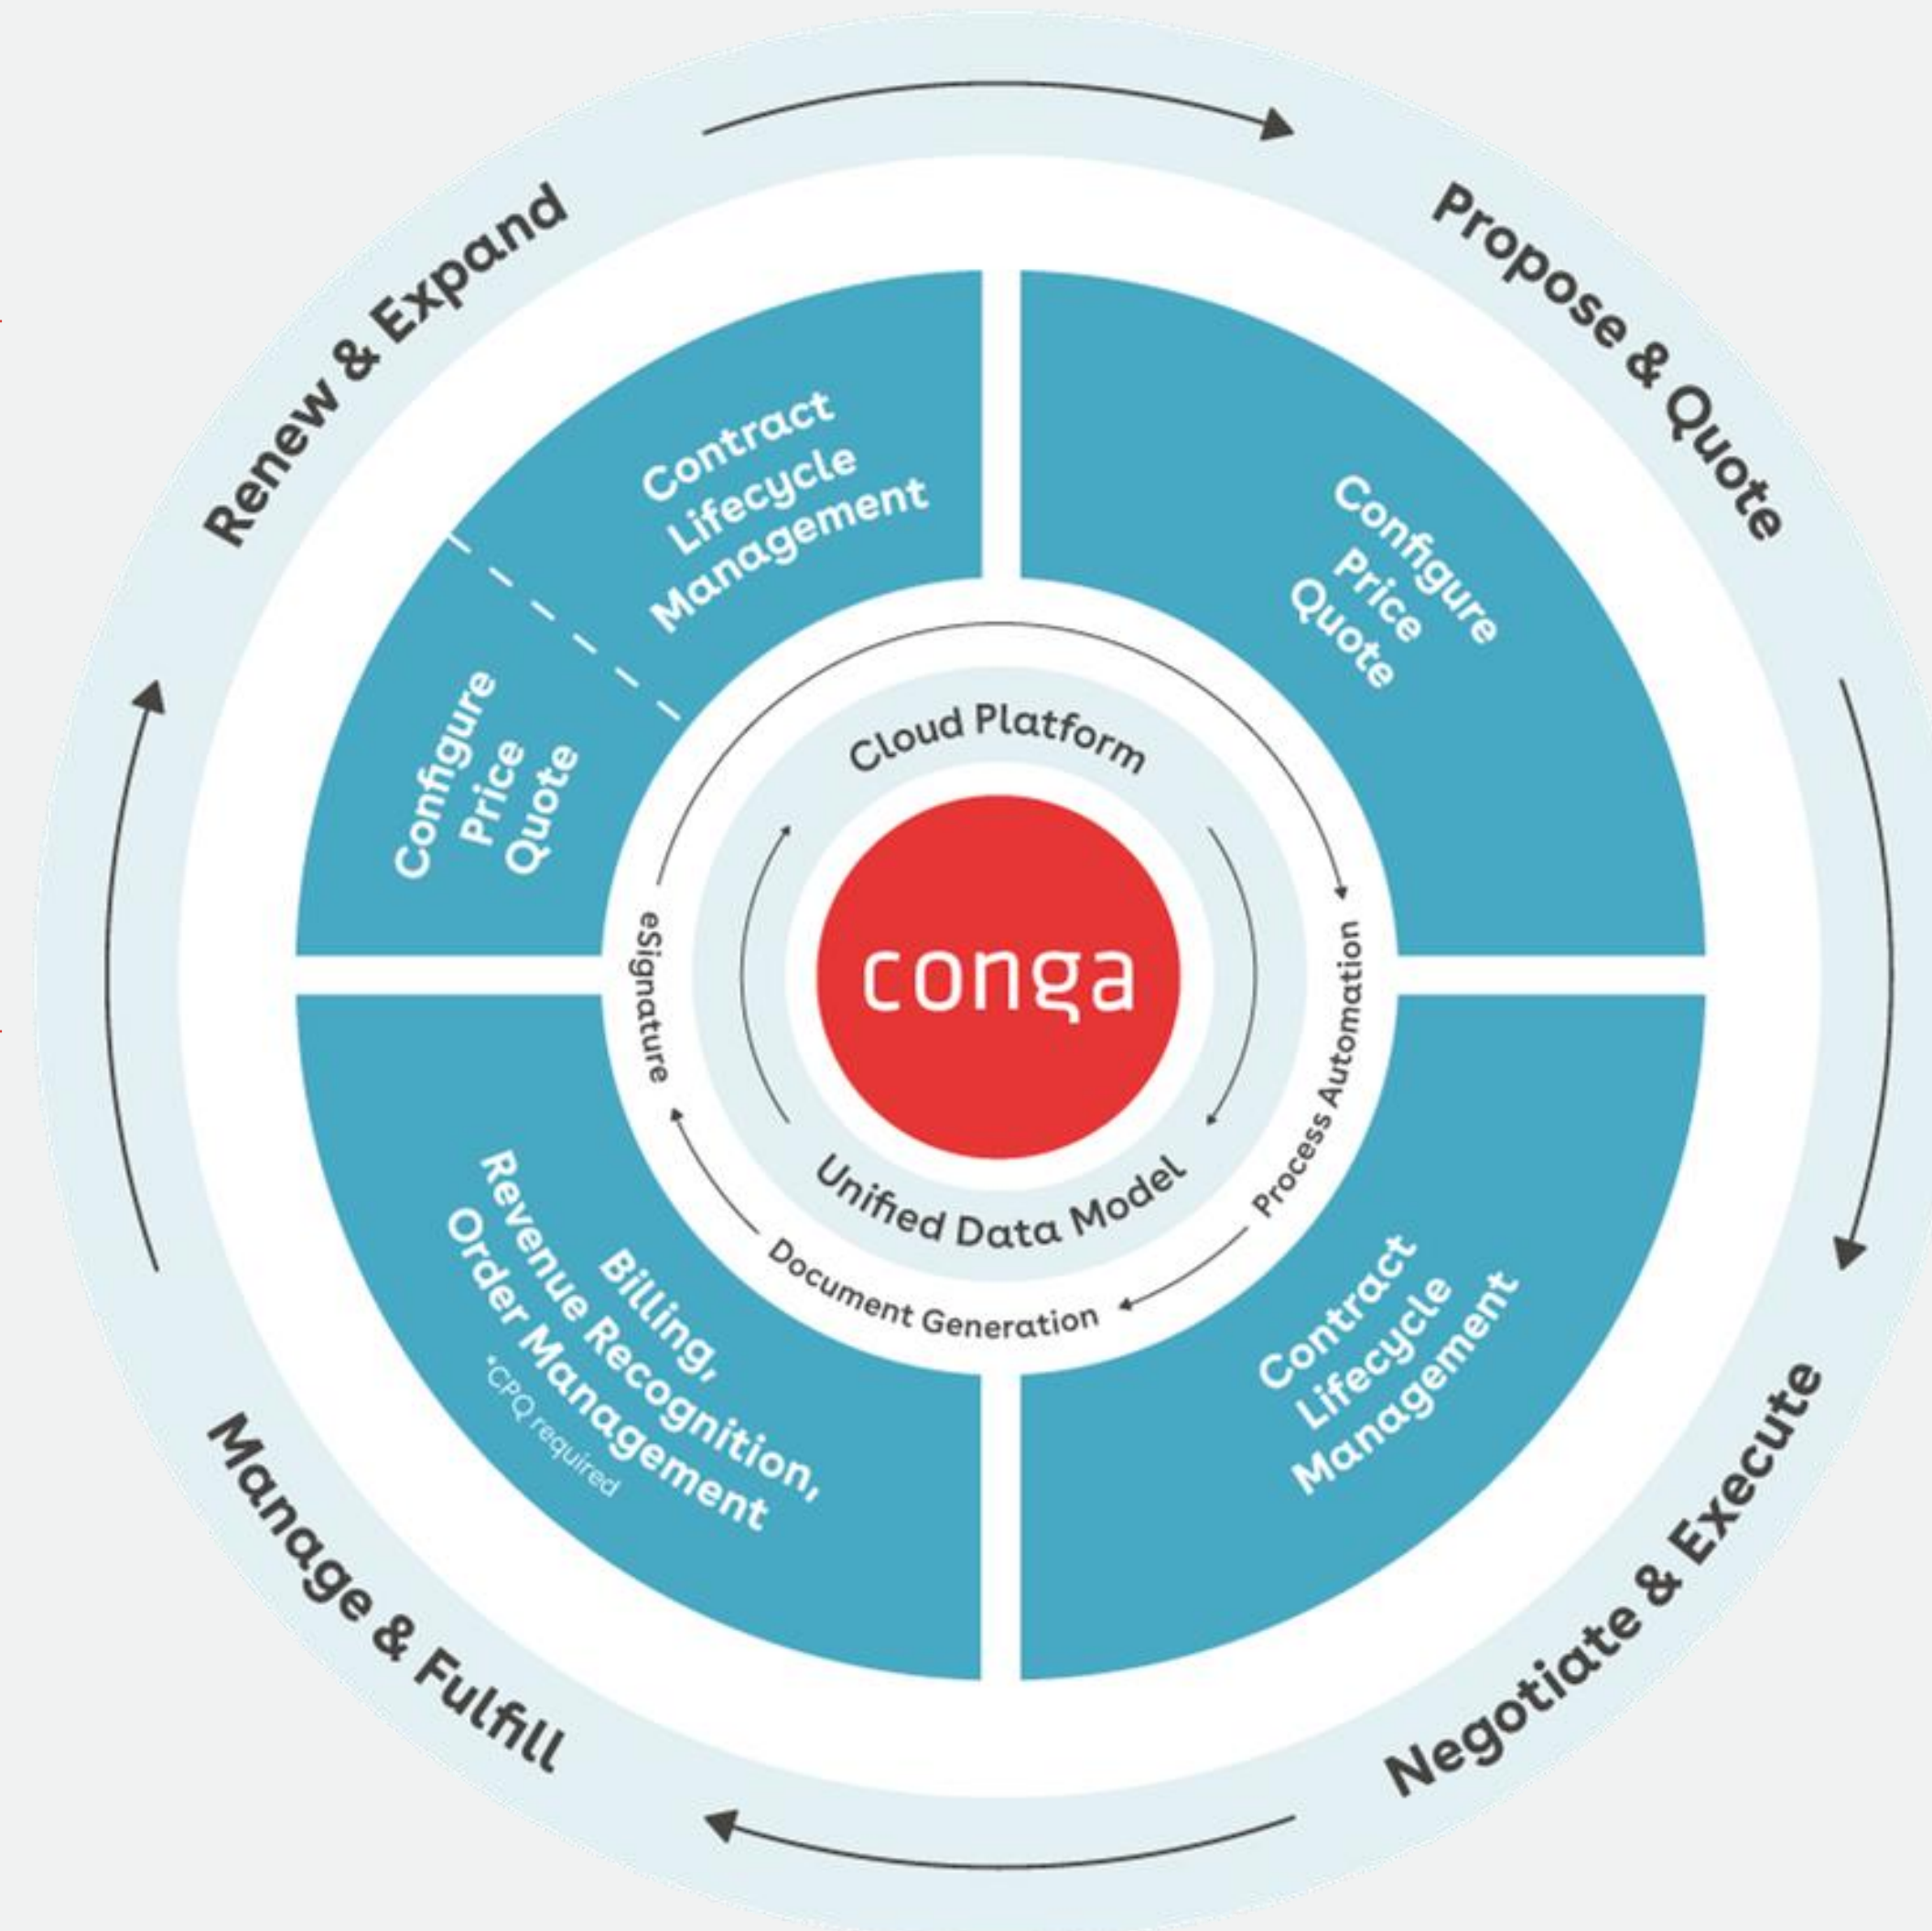 Renew & Expand
Propose & Quote
Contract
Lifecycle
Management
Configure
Price
Quote
Configure
Price
Quote
Cloud Platform
conga
Unified Data Model
eSignature
Process Automation
Document Generation
Billing,
Revenue Recognition,
Order Management
*CPQ required
Contract
Lifecycle
Management
Manage & Fulfill
Negotiate & Execute